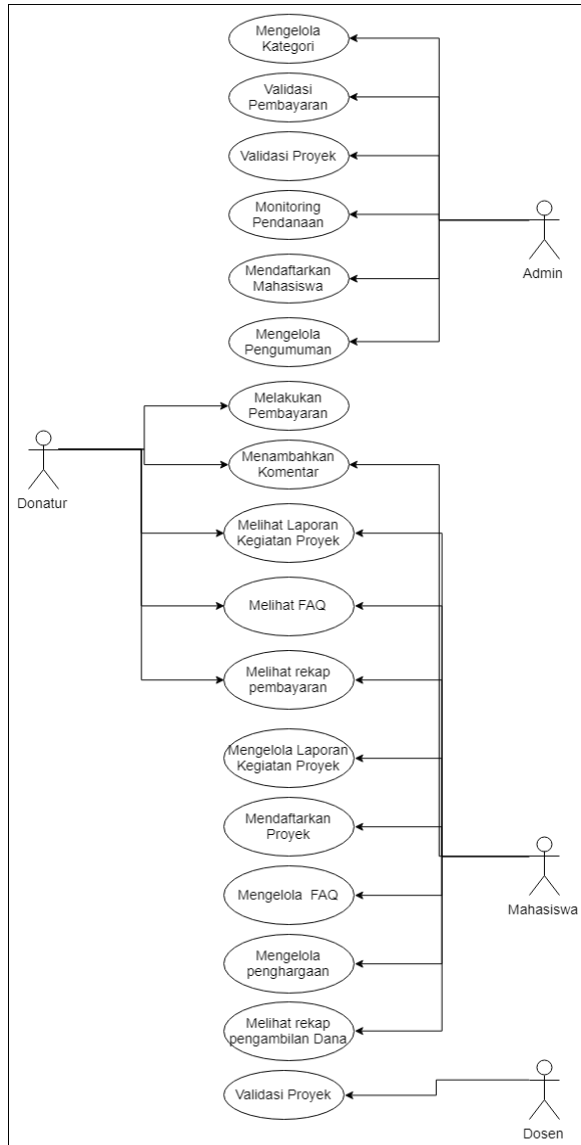 Mengelola
Kategori
Validasi
Pembayaran
Validasi Proyek
Monitoring
Pendanaan
Admin
Mendaftarkan
Mahasiswa
Mengelola
Pengumuman
Melakukan
Pembayaran
Menambahkan
Komentar
Donatur
Melihat Laporan
Kegiatan Proyek
Melihat FAQ
Melihat rekap
pembayaran
Mengelola Laporan
Kegiatan Proyek
Mendaftarkan
Proyek
Mengelola FAQ
Mahasiswa
Mengelola
penghargaan
Melihat rekap
pengambilan Dana
Validasi Proyek
Dosen